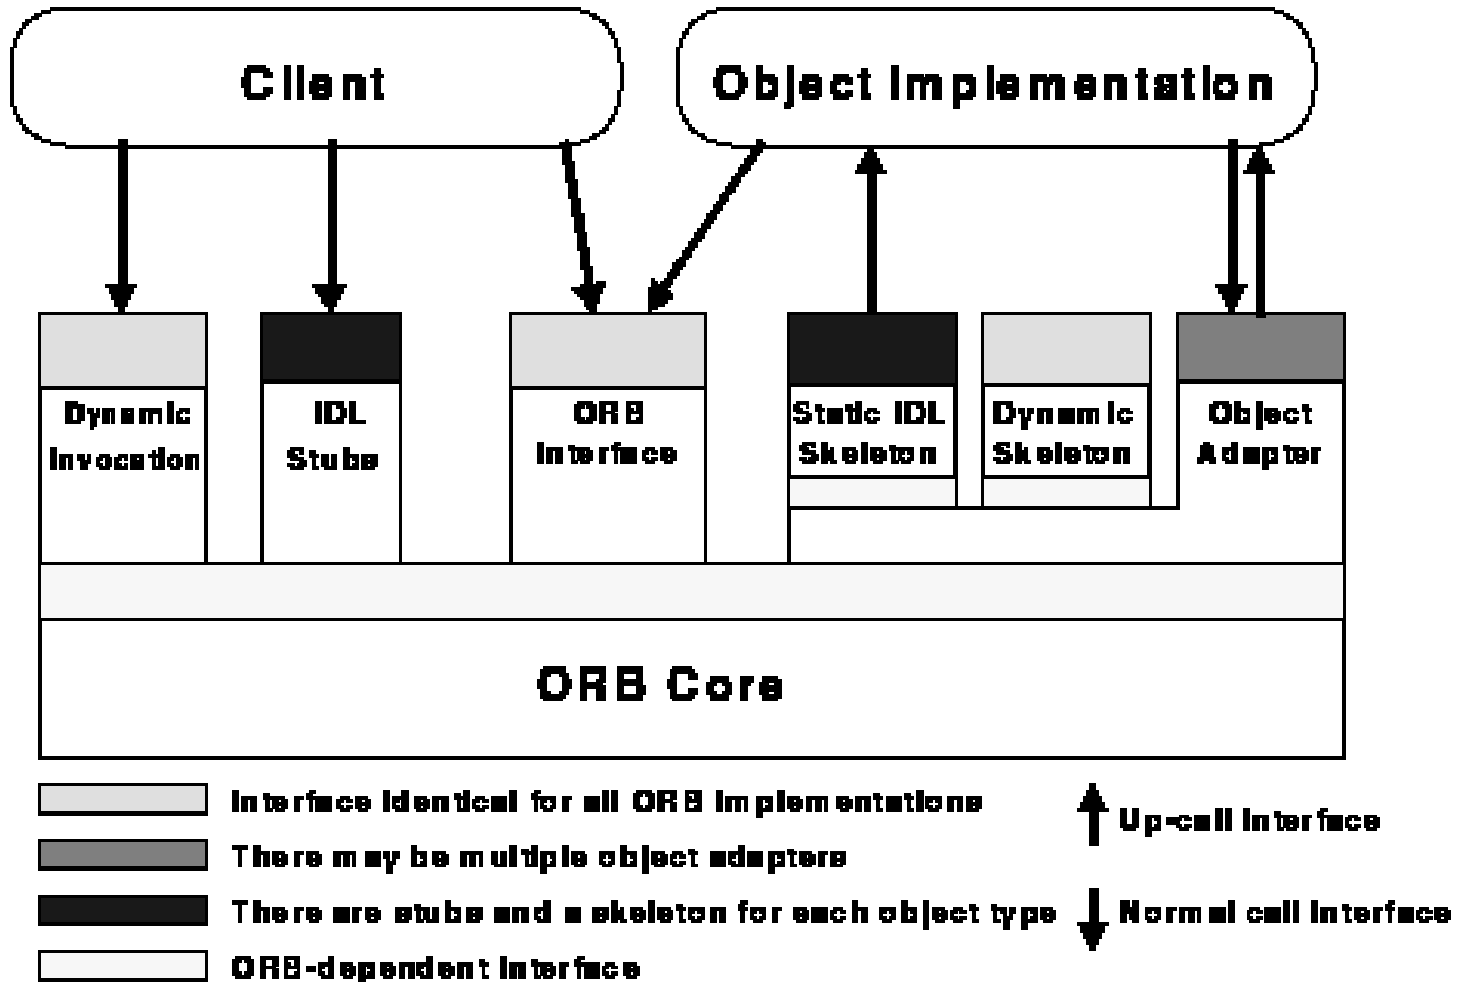 Client
Object Implementation
Dynamic
Invocation
IDL
Stubs
ORB
Interface
Static IDL
Skeleton
Dynamic
Skeleton
Object
Adapter
ORB Core
Interface identical for all ORB implementations
There may be multiple object adapters
There are stubs and a skeleton for each object type
ORB-dependent interface
Up-call interface
Normal call interface